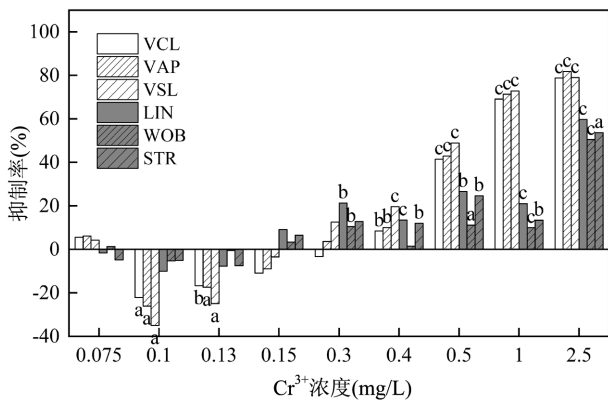 100
80
60
40
20
0
-20
-40
抑制率(%)
VCL
VAP
VSL
LIN
WOB
STR
a a a
b a a
b b
b b c c b
c c c b a b
c c c b c b
c c c c c a
0.075 0.1 0.13 0.15 0.3 0.4 0.5 1 2.5
Cr³⁺浓度(mg/L)